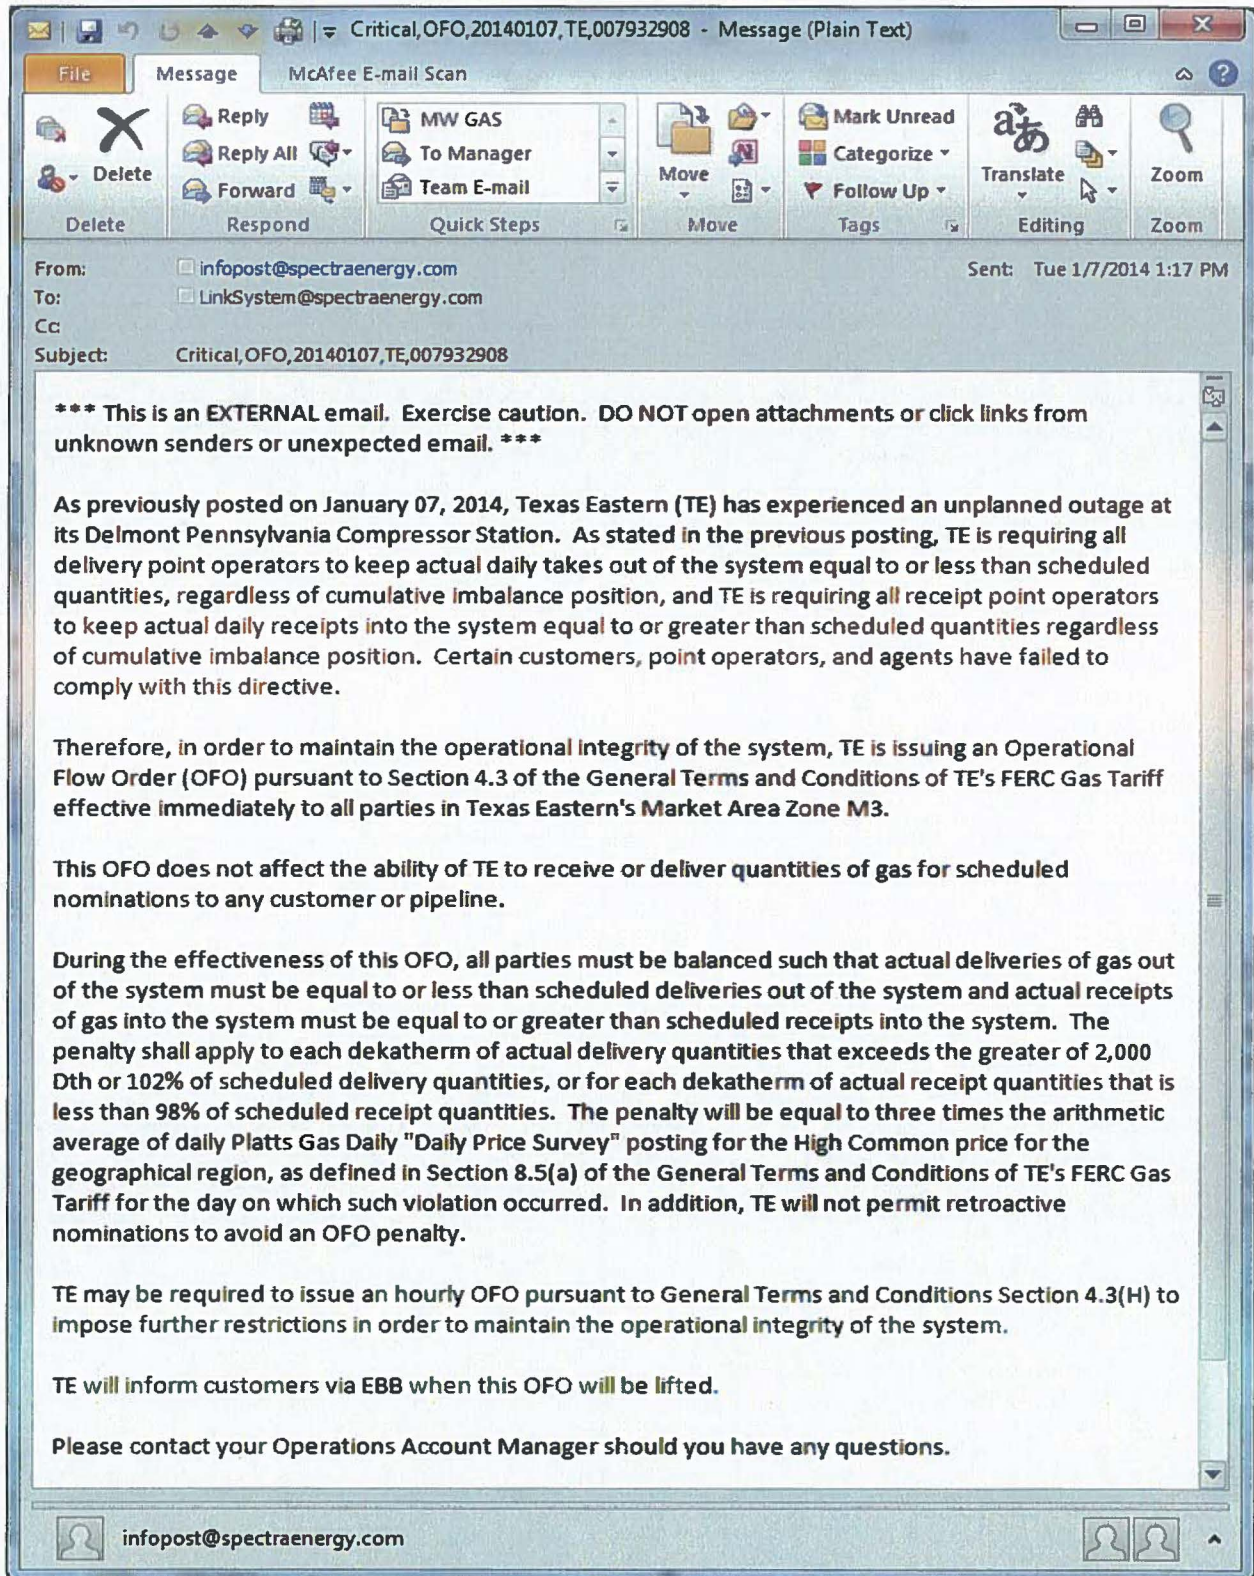 Critical,OFO,20140107,TE,007932908 - Message (Plain Text)
File Message McAfee E-mail Scan
Delete
Reply
Reply All
Forward
MW GAS
To Manager
Team E-mail
Move
Mark Unread
Categorize
Follow Up
Translate
Zoom
Delete Respond Quick Steps Move Tags Editing Zoom
From: infopost@spectraenergy.com Sent: Tue 1/7/2014 1:17 PM
To: LinkSystem@spectraenergy.com
Cc
Subject: Critical,OFO,20140107,TE,007932908
*** This is an EXTERNAL email. Exercise caution. DO NOT open attachments or click links from
unknown senders or unexpected email. ***
As previously posted on January 07, 2014, Texas Eastern (TE) has experienced an unplanned outage at
its Delmont Pennsylvania Compressor Station. As stated in the previous posting, TE is requiring all
delivery point operators to keep actual daily takes out of the system equal to or less than scheduled
quantities, regardless of cumulative imbalance position, and TE is requiring all receipt point operators
to keep actual daily receipts into the system equal to or greater than scheduled quantities regardless
of cumulative imbalance position. Certain customers, point operators, and agents have failed to
comply with this directive.
Therefore, in order to maintain the operational integrity of the system, TE is issuing an Operational
Flow Order (OFO) pursuant to Section 4.3 of the General Terms and Conditions of TE's FERC Gas Tariff
effective immediately to all parties in Texas Eastern's Market Area Zone M3.
This OFO does not affect the ability of TE to receive or deliver quantities of gas for scheduled
nominations to any customer or pipeline.
During the effectiveness of this OFO, all parties must be balanced such that actual deliveries of gas out
of the system must be equal to or less than scheduled deliveries out of the system and actual receipts
of gas into the system must be equal to or greater than scheduled receipts into the system. The
penalty shall apply to each dekatherm of actual delivery quantities that exceeds the greater of 2,000
Dth or 102% of scheduled delivery quantities, or for each dekatherm of actual receipt quantities that is
less than 98% of scheduled receipt quantities. The penalty will be equal to three times the arithmetic
average of daily Platts Gas Daily "Daily Price Survey" posting for the High Common price for the
geographical region, as defined in Section 8.5(a) of the General Terms and Conditions of TE's FERC Gas
Tariff for the day on which such violation occurred. In addition, TE will not permit retroactive
nominations to avoid an OFO penalty.
TE may be required to issue an hourly OFO pursuant to General Terms and Conditions Section 4.3(H) to
impose further restrictions in order to maintain the operational integrity of the system.
TE will inform customers via EBB when this OFO will be lifted.
Please contact your Operations Account Manager should you have any questions.
infopost@spectraenergy.com